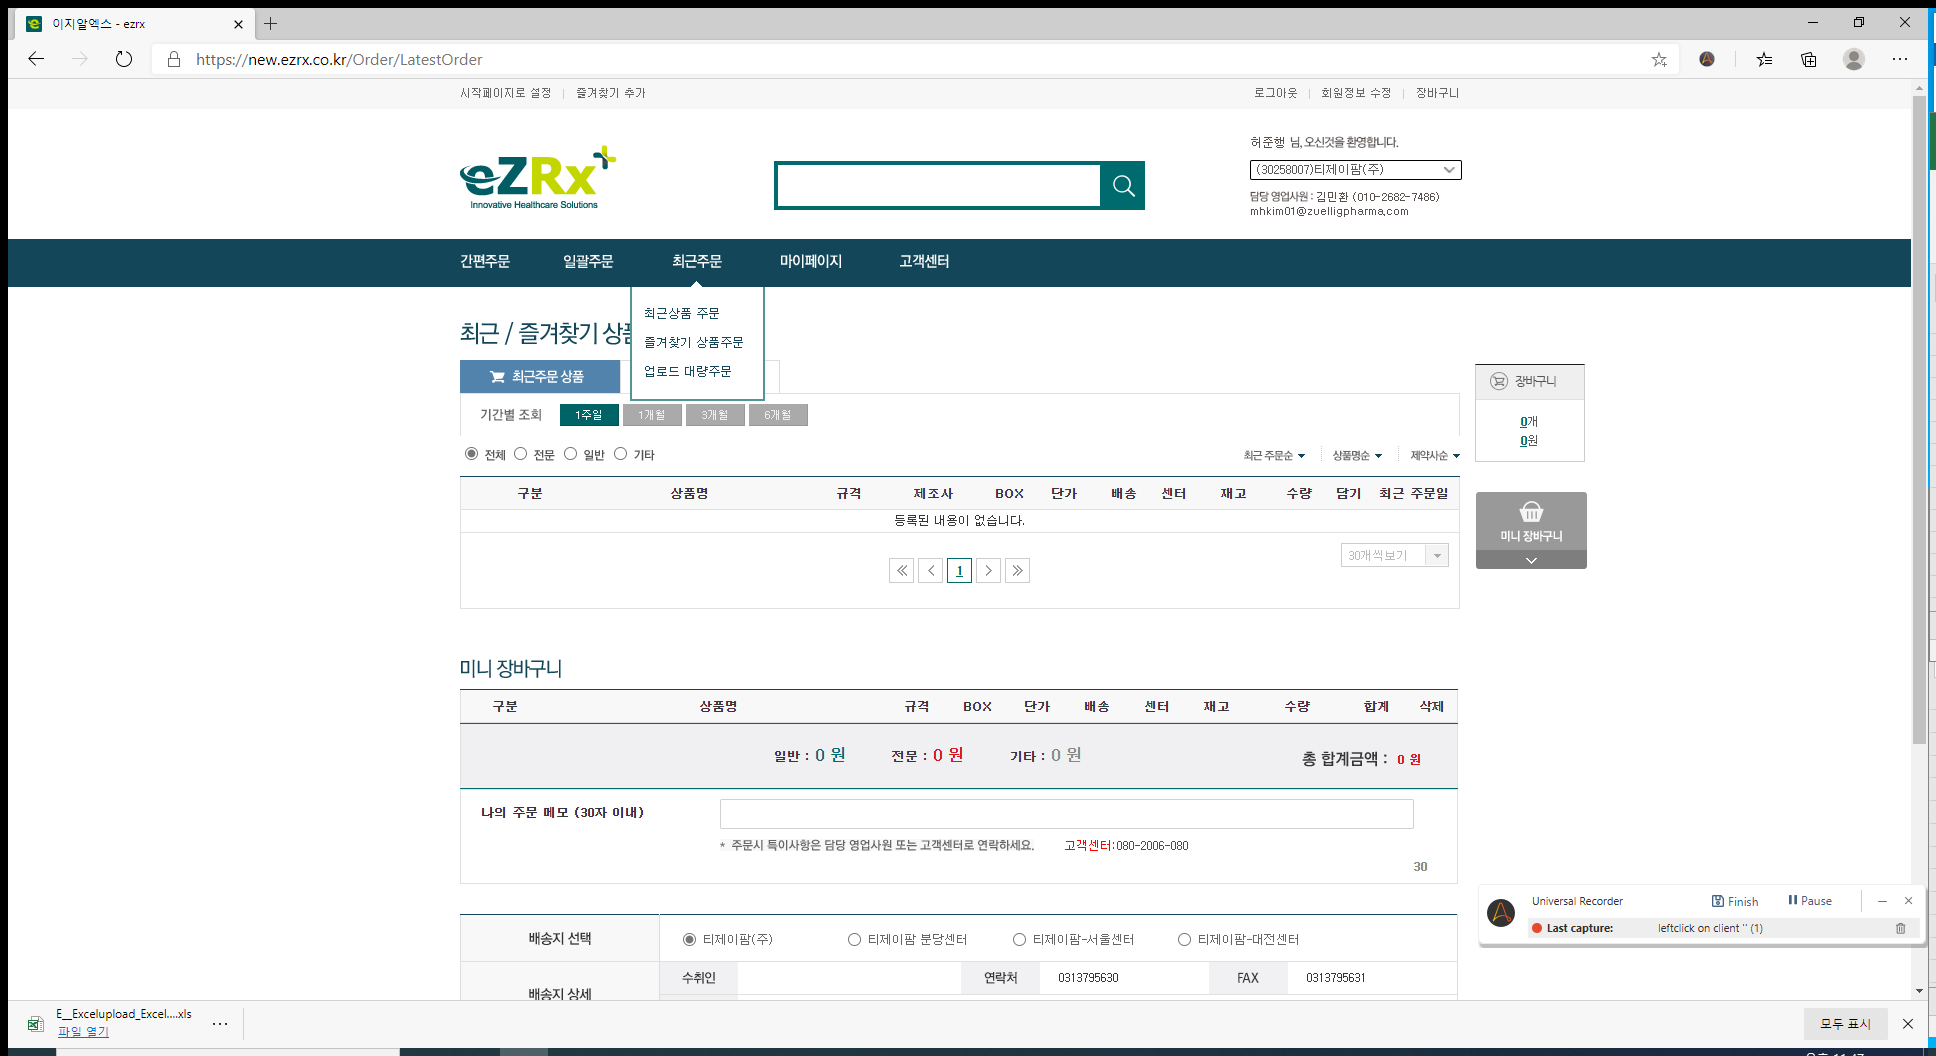 이지알엑스 - ezrx
https://new.ezrx.co.kr/Order/LatestOrder
시작페이지로 설정 | 즐겨찾기 추가
로그아웃 | 회원정보 수정 | 장바구니
eZRx
Innovative Healthcare Solutions
허준행 님, 오신것을 환영합니다.
(30258007)티제이팜(주)
담당 영업사원 : 김민환 (010-2682-7486)
mhkim01@zuelligpharma.com
간편주문 일괄주문 최근주문 마이페이지 고객센터
최근상품 주문
즐겨찾기 상품주문
업로드 대량주문
최근 / 즐겨찾기 상품
최근주문 상품
기간별 조회 1주일 1개월 3개월 6개월
전체 전문 일반 기타
최근 주문순 상품명순 제약사순
구분 상품명 규격 제조사 BOX 단가 배송 센터 재고 수량 담기 최근 주문일
등록된 내용이 없습니다.
30개씩보기
1
장바구니
0개
0원
미니 장바구니
미니 장바구니
구분 상품명 규격 BOX 단가 배송 센터 재고 수량 합계 삭제
일반 : 0 원 전문 : 0 원 기타 : 0 원 총 합계금액 : 0 원
나의 주문 메모 (30자 이내)
* 주문시 특이사항은 담당 영업사원 또는 고객센터로 연락하세요. 고객센터:080-2006-080
30
배송지 선택 티제이팜(주) 티제이팜 분당센터 티제이팜-서울센터 티제이팜-대전센터
배송지 상세 수취인 연락처 0313795630 FAX 0313795631
Universal Recorder Finish Pause
Last capture: leftclick on client '' (1)
E__Excelupload_Excel....xls
파일 열기
모두 표시